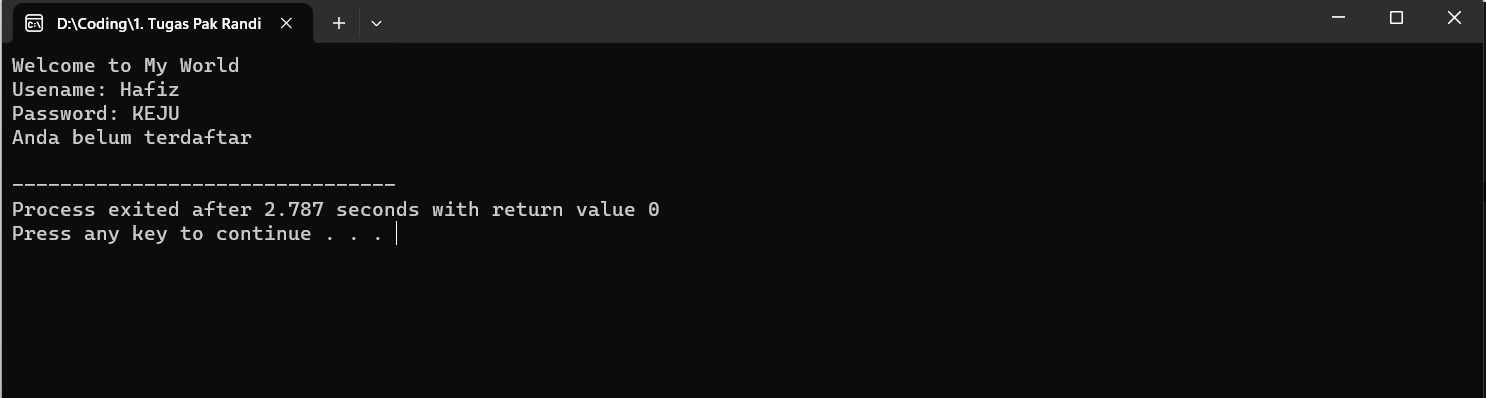 D:\Coding\1. Tugas Pak Randi
Welcome to My World
Usename: Hafiz
Password: KEJU
Anda belum terdaftar
--------------------------------
Process exited after 2.787 seconds with return value 0
Press any key to continue . . .